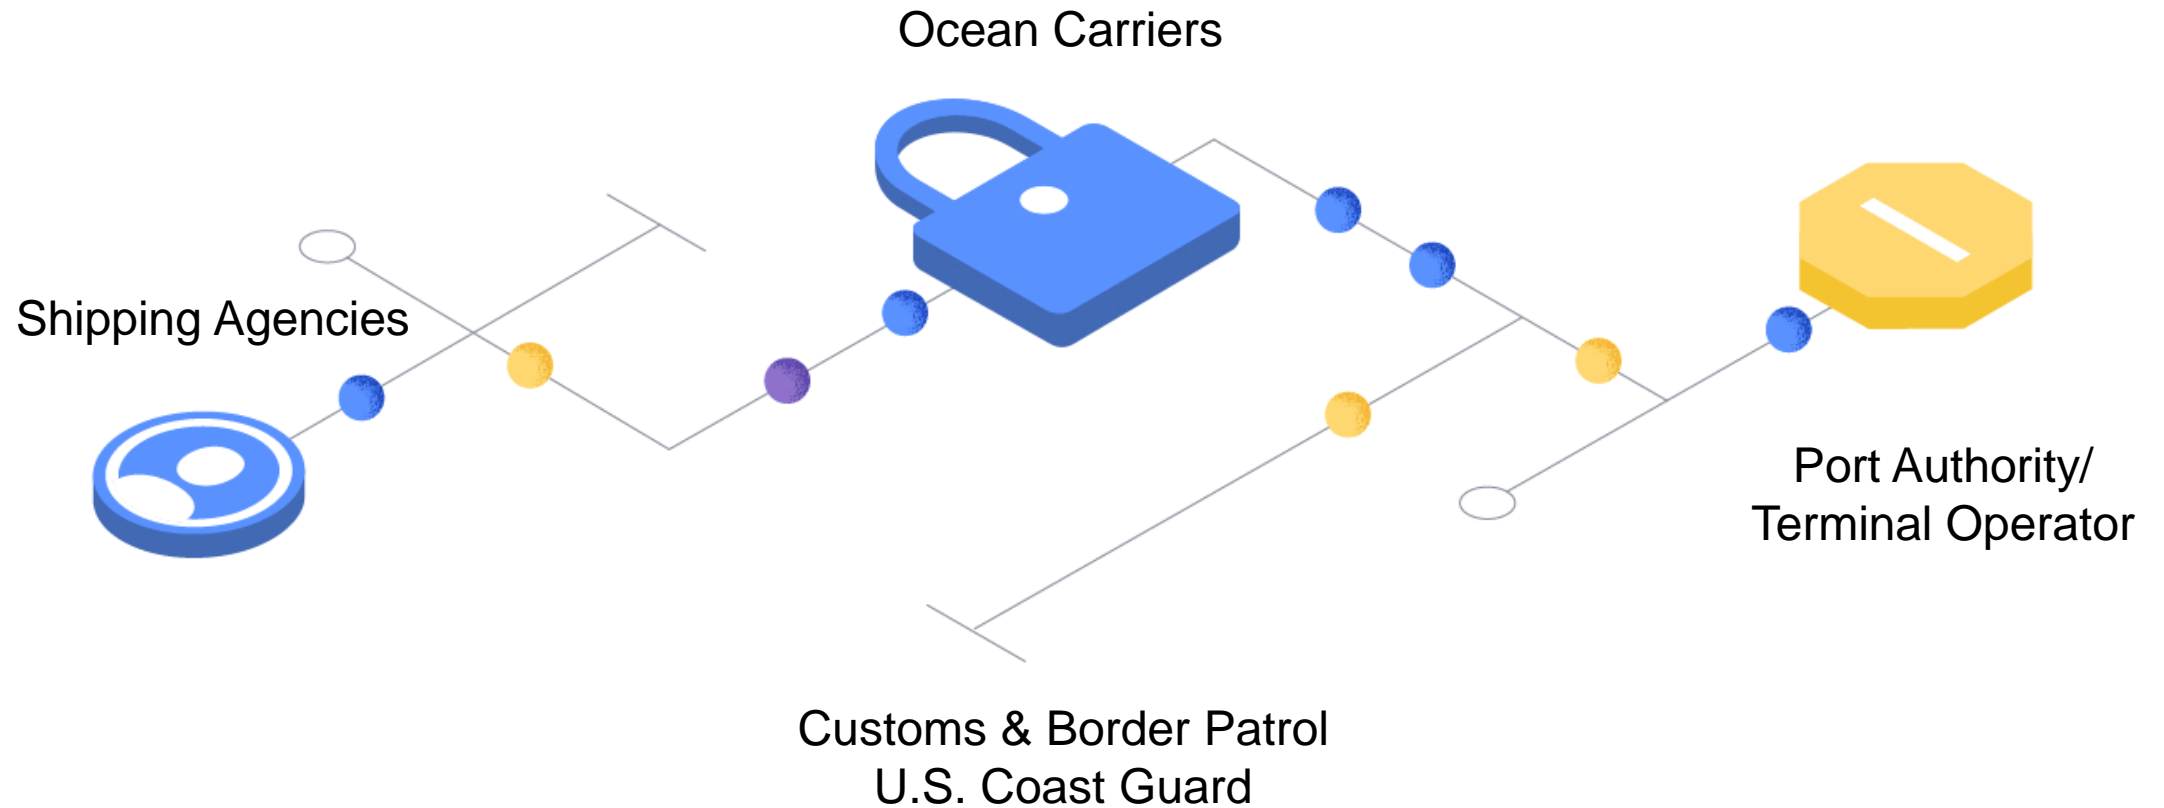 Ocean Carriers
Shipping Agencies
Port Authority/
Terminal Operator
Customs & Border Patrol
U.S. Coast Guard